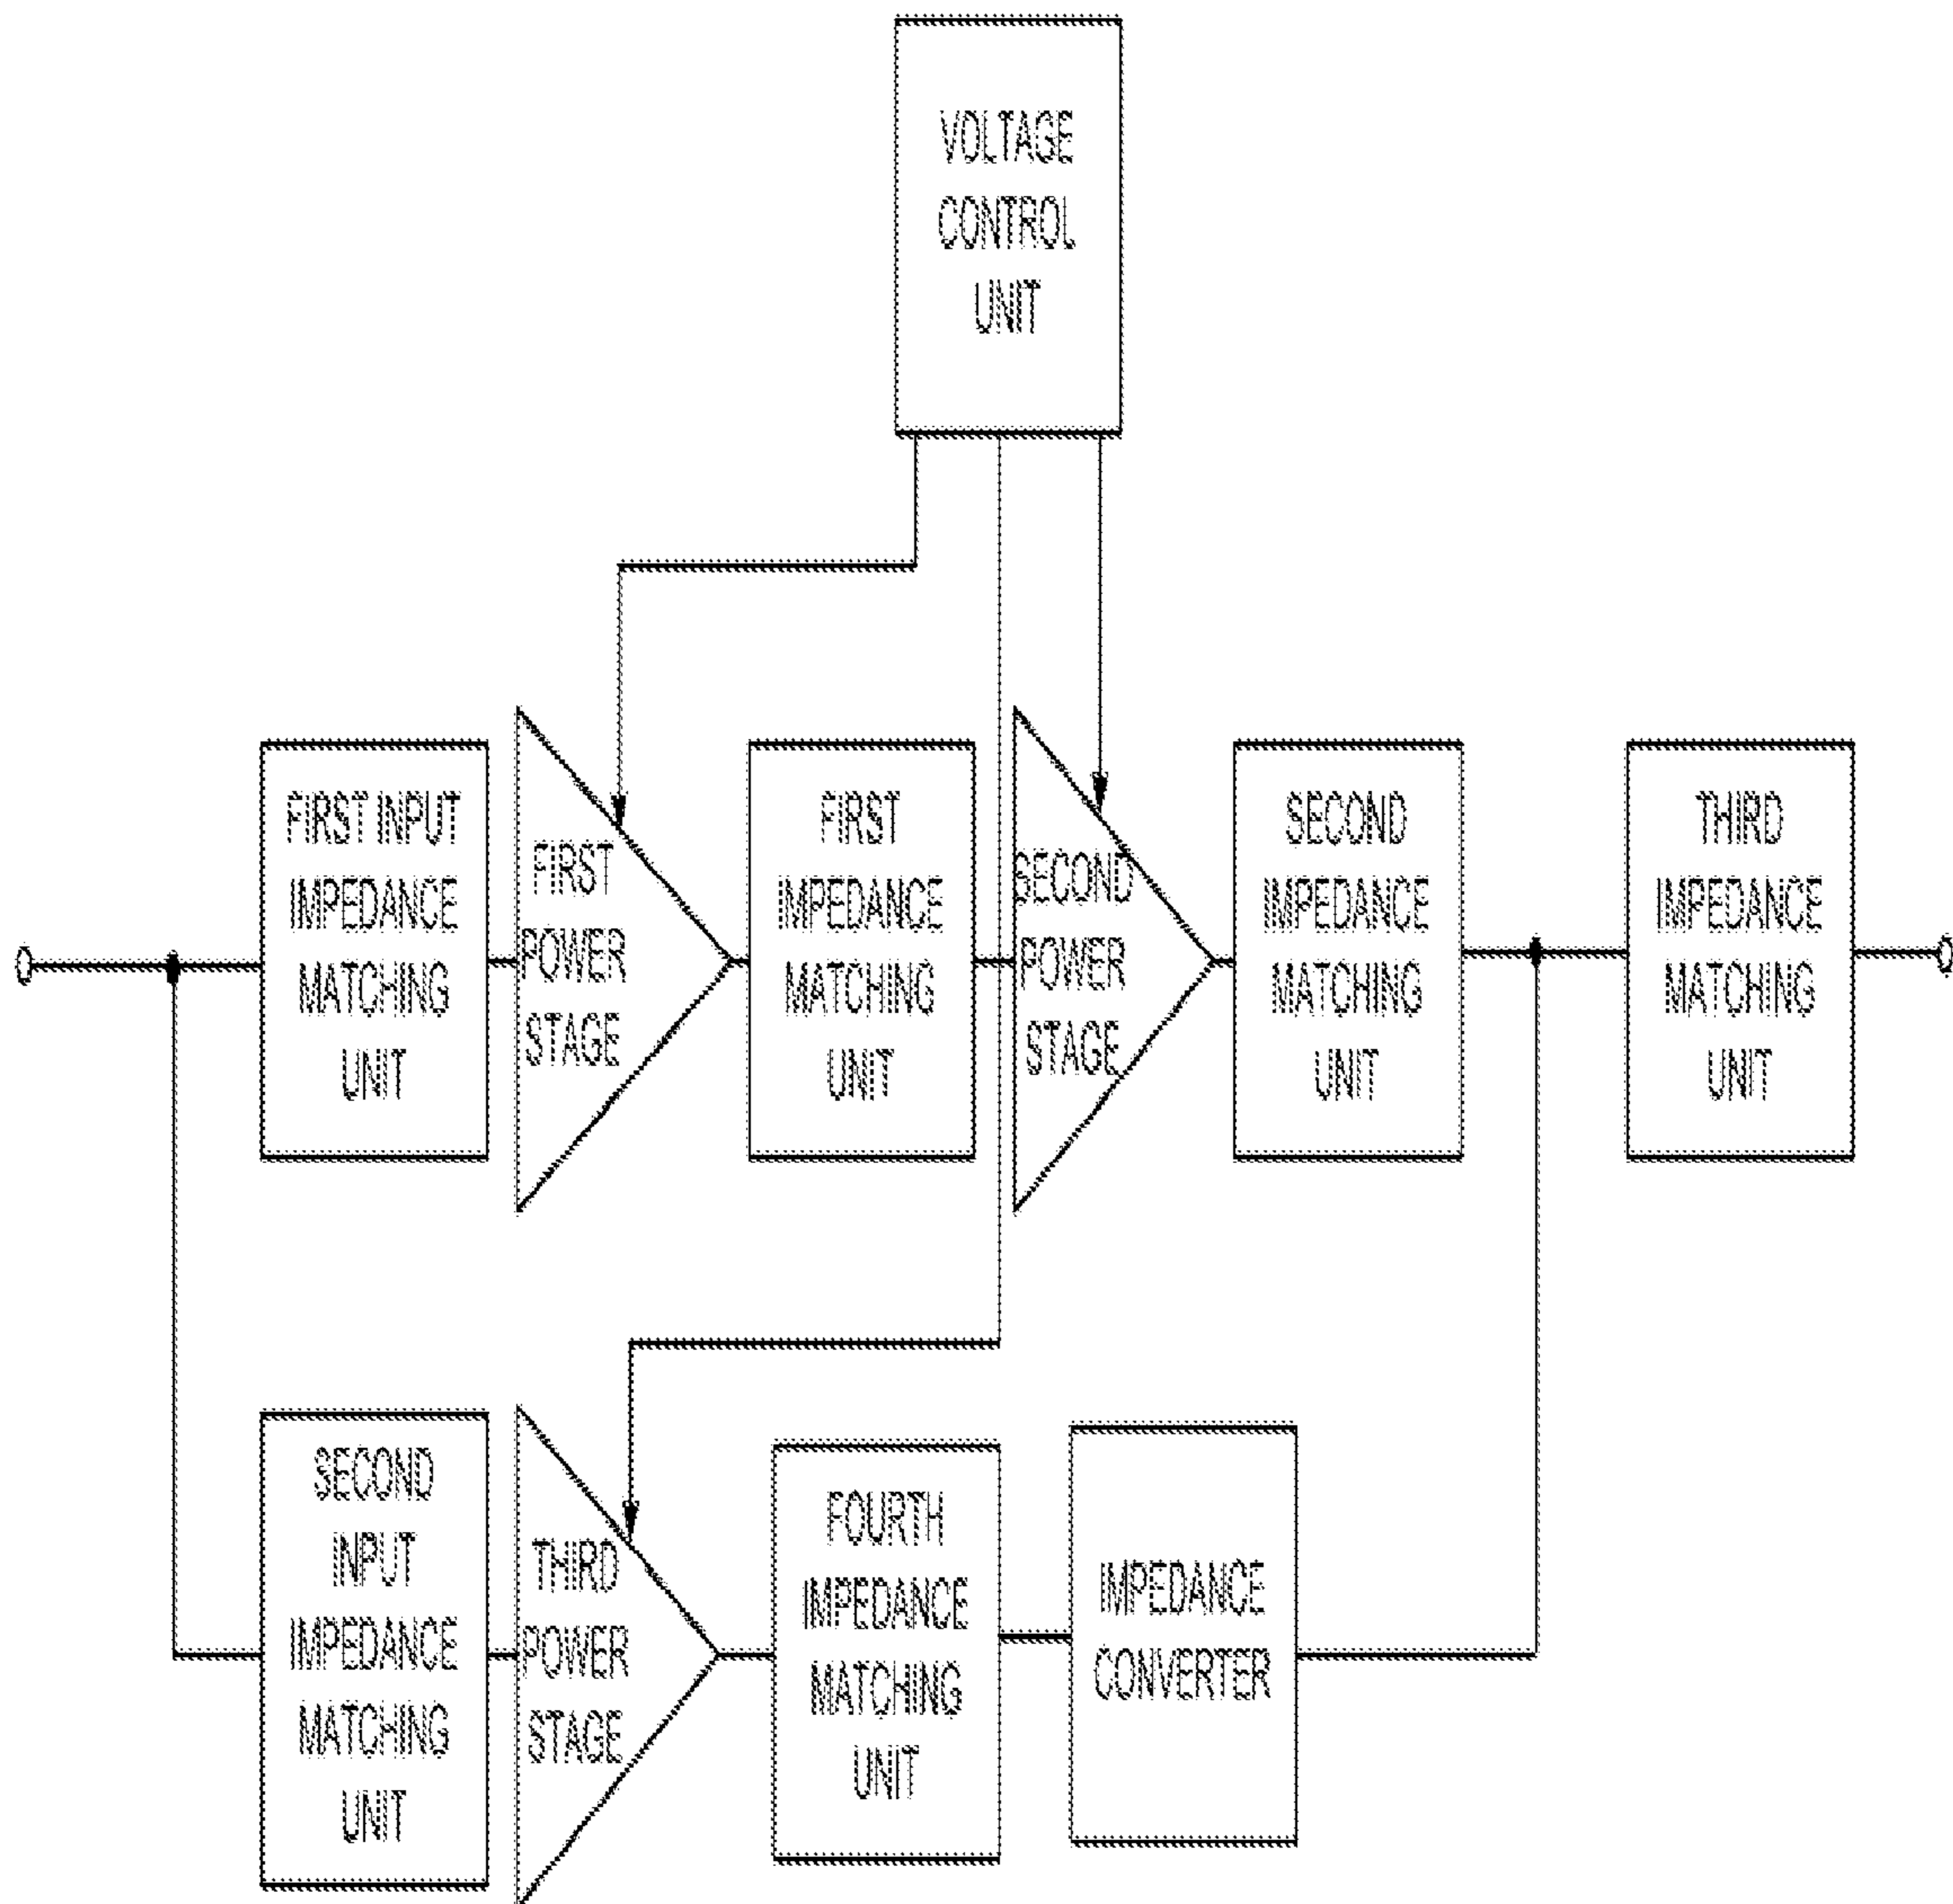 VOLTAGE
CONTROL
UNIT
FIRST INPUT
IMPEDANCE
MATCHING
UNIT
FIRST
POWER
STAGE
FIRST
IMPEDANCE
MATCHING
UNIT
SECOND
POWER
STAGE
SECOND
IMPEDANCE
MATCHING
UNIT
THIRD
IMPEDANCE
MATCHING
UNIT
SECOND
INPUT
IMPEDANCE
MATCHING
UNIT
THIRD
POWER
STAGE
FOURTH
IMPEDANCE
MATCHING
UNIT
IMPEDANCE
CONVERTER